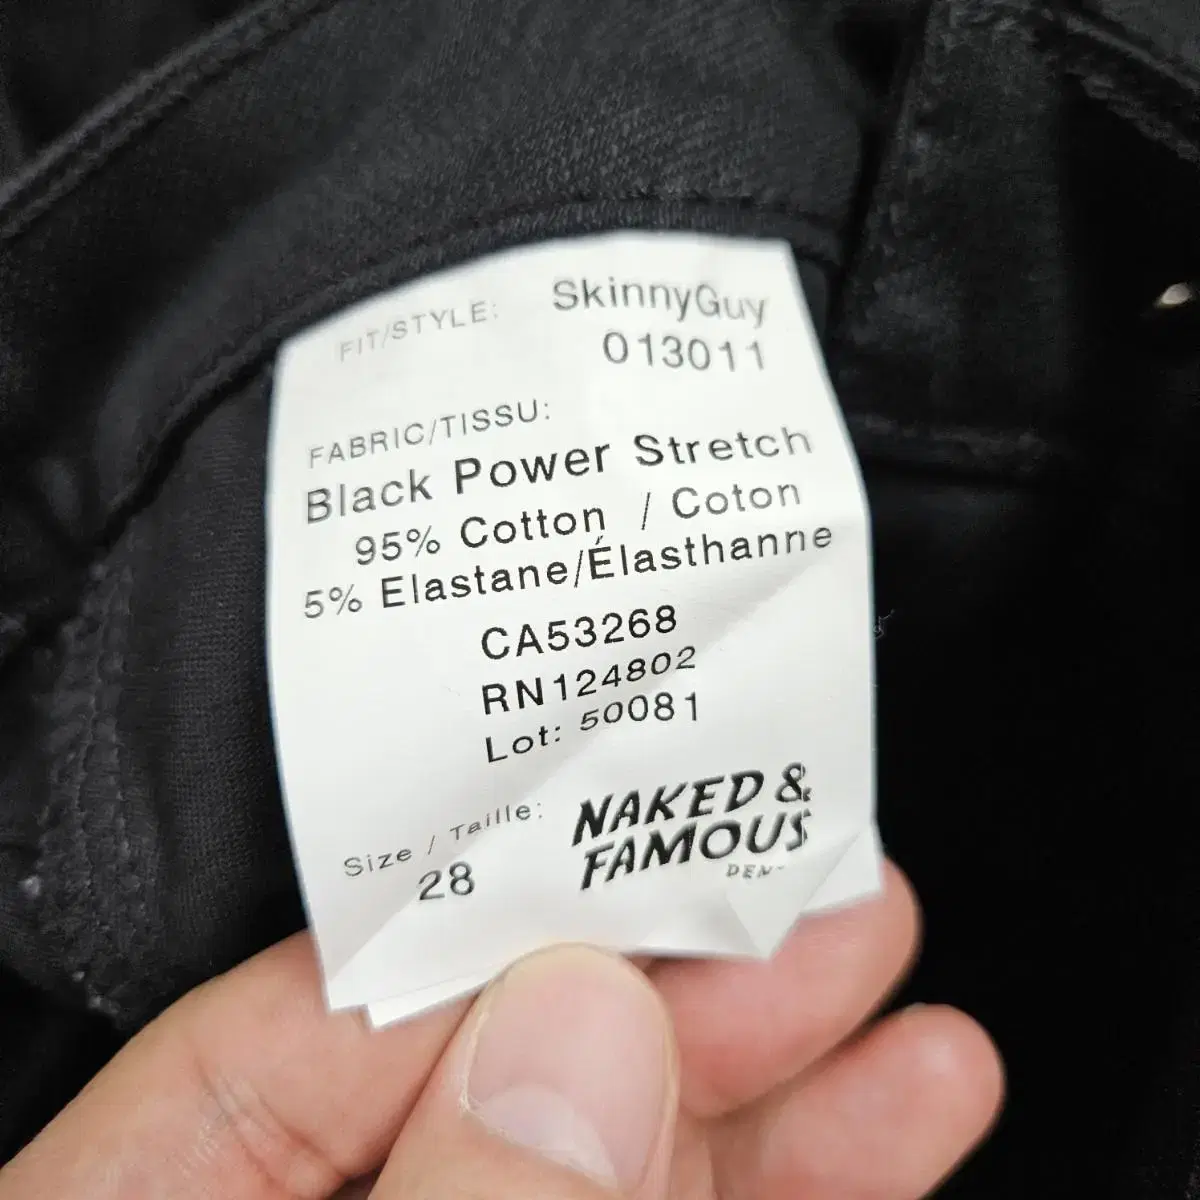 FIT/STYLE: SkinnyGuy
013011
FABRIC/TISSU:
Black Power Stretch
95% Cotton / Coton
5% Elastane/Élasthanne
CA53268
RN124802
Lot: 50081
Size / Taille:
28
NAKED &
FAMOUS